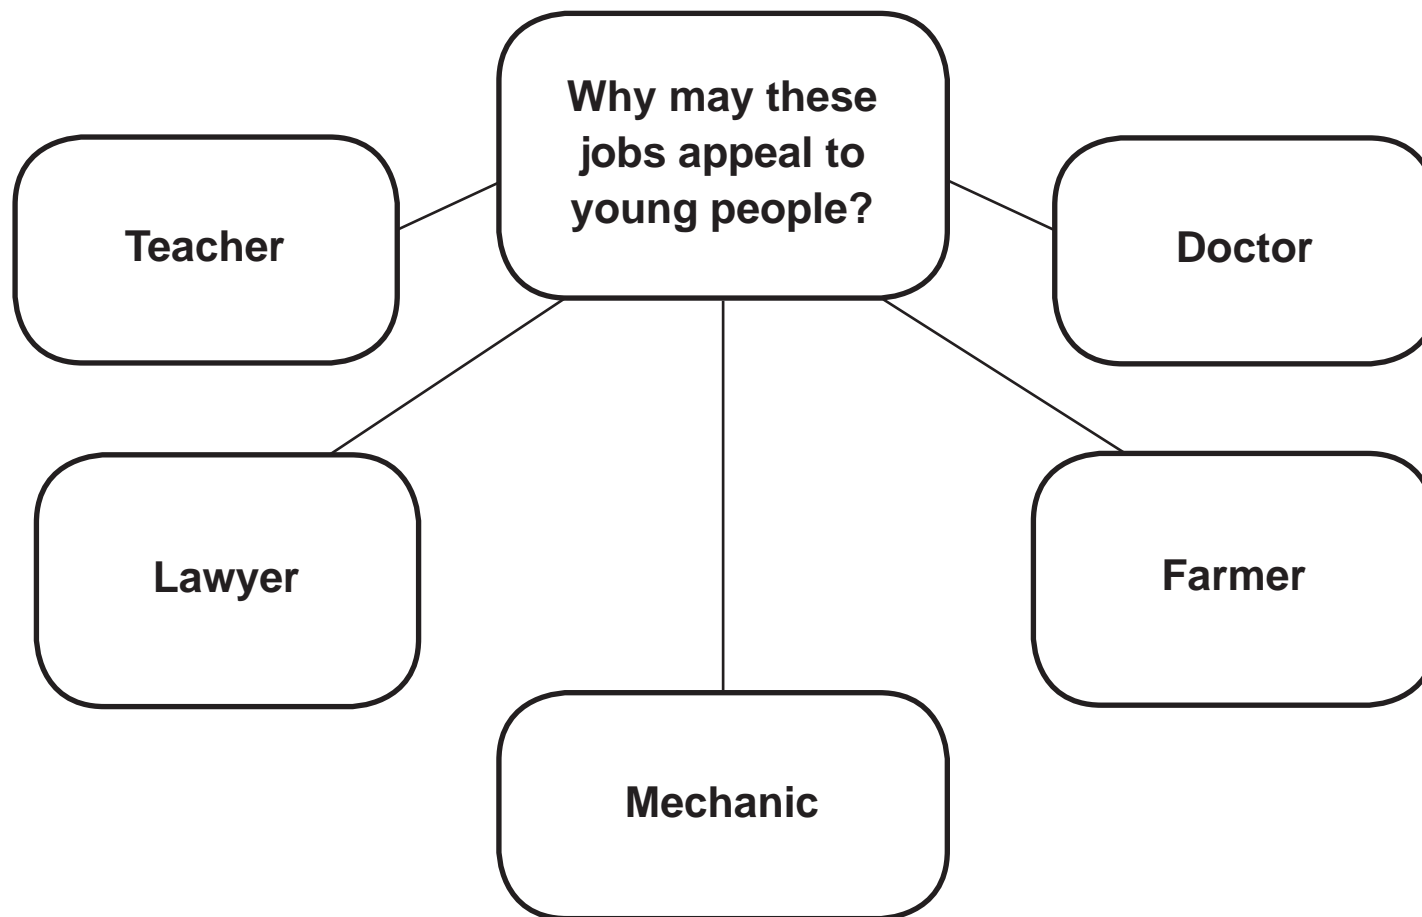 Why may these
jobs appeal to
young people?
Teacher
Doctor
Lawyer
Farmer
Mechanic